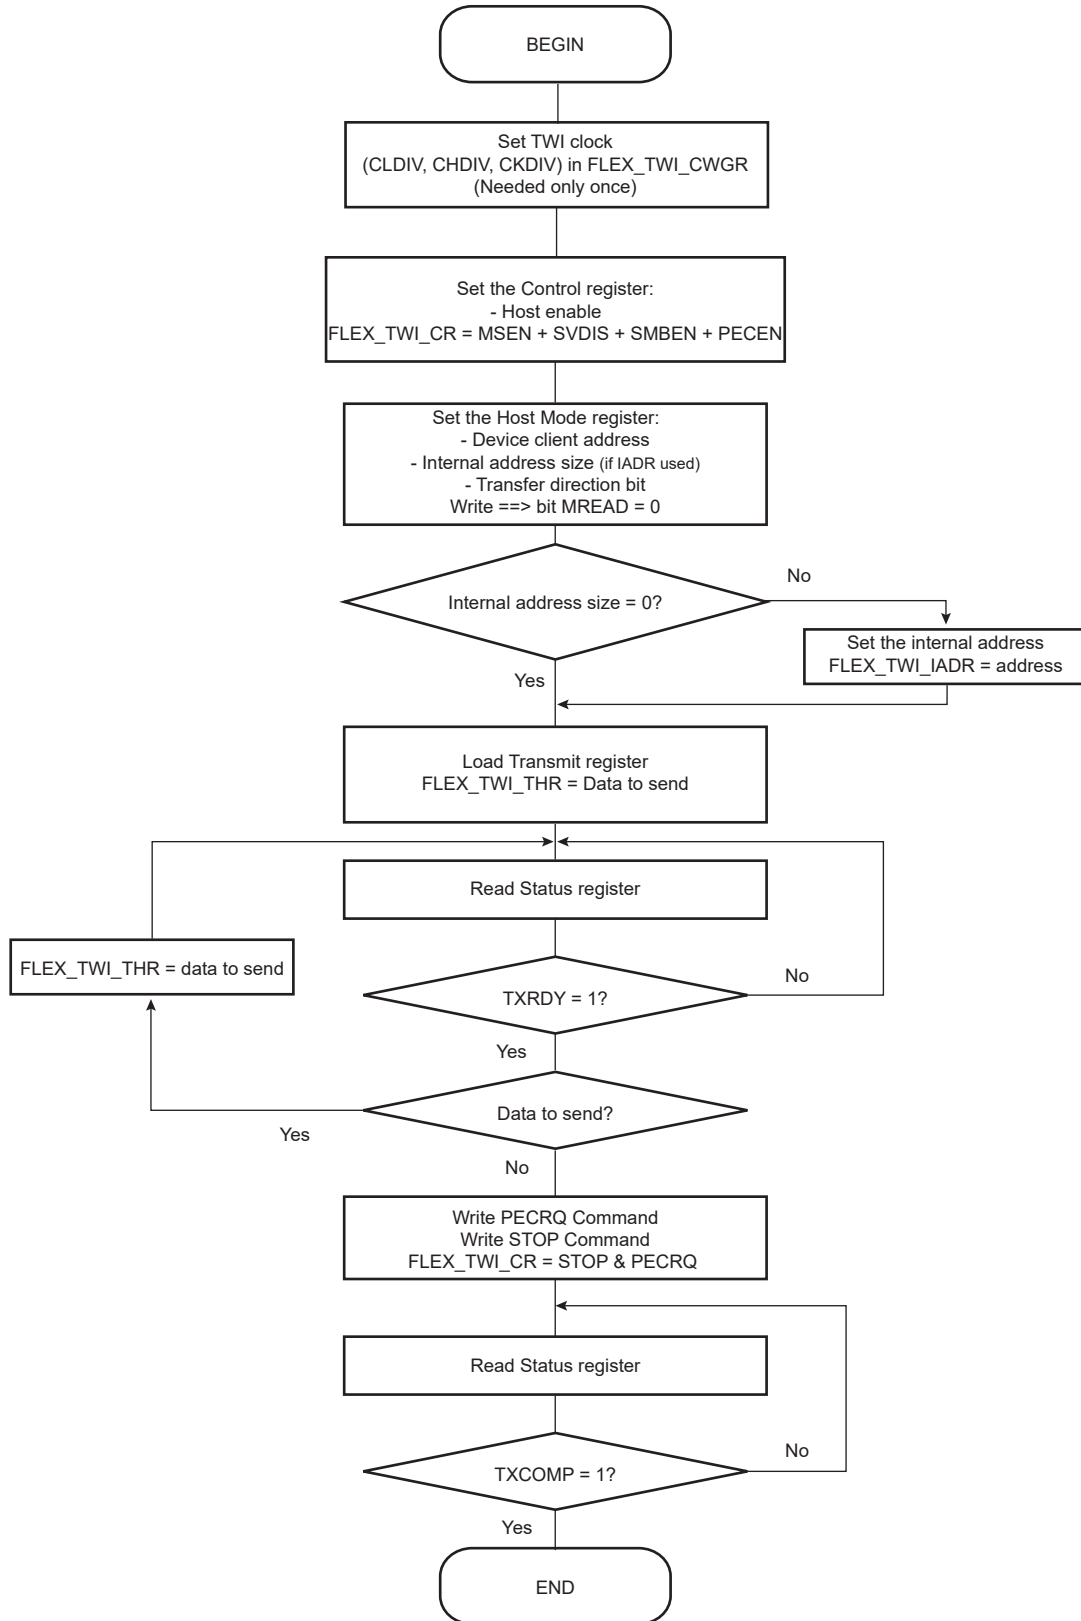 BEGIN
Set TWI clock
(CLDIV, CHDIV, CKDIV) in FLEX_TWI_CWGR
(Needed only once)
Set the Control register:
- Host enable
FLEX_TWI_CR = MSEN + SVDIS + SMBEN + PECEN
Set the Host Mode register:
- Device client address
- Internal address size (if IADR used)
- Transfer direction bit
Write ==> bit MREAD = 0
No
Internal address size = 0?
Set the internal address
FLEX_TWI_IADR = address
Yes
Load Transmit register
FLEX_TWI_THR = Data to send
Read Status register
FLEX_TWI_THR = data to send
No
TXRDY = 1?
Yes
Data to send?
Yes
No
Write PECRQ Command
Write STOP Command
FLEX_TWI_CR = STOP & PECRQ
Read Status register
No
TXCOMP = 1?
Yes
END